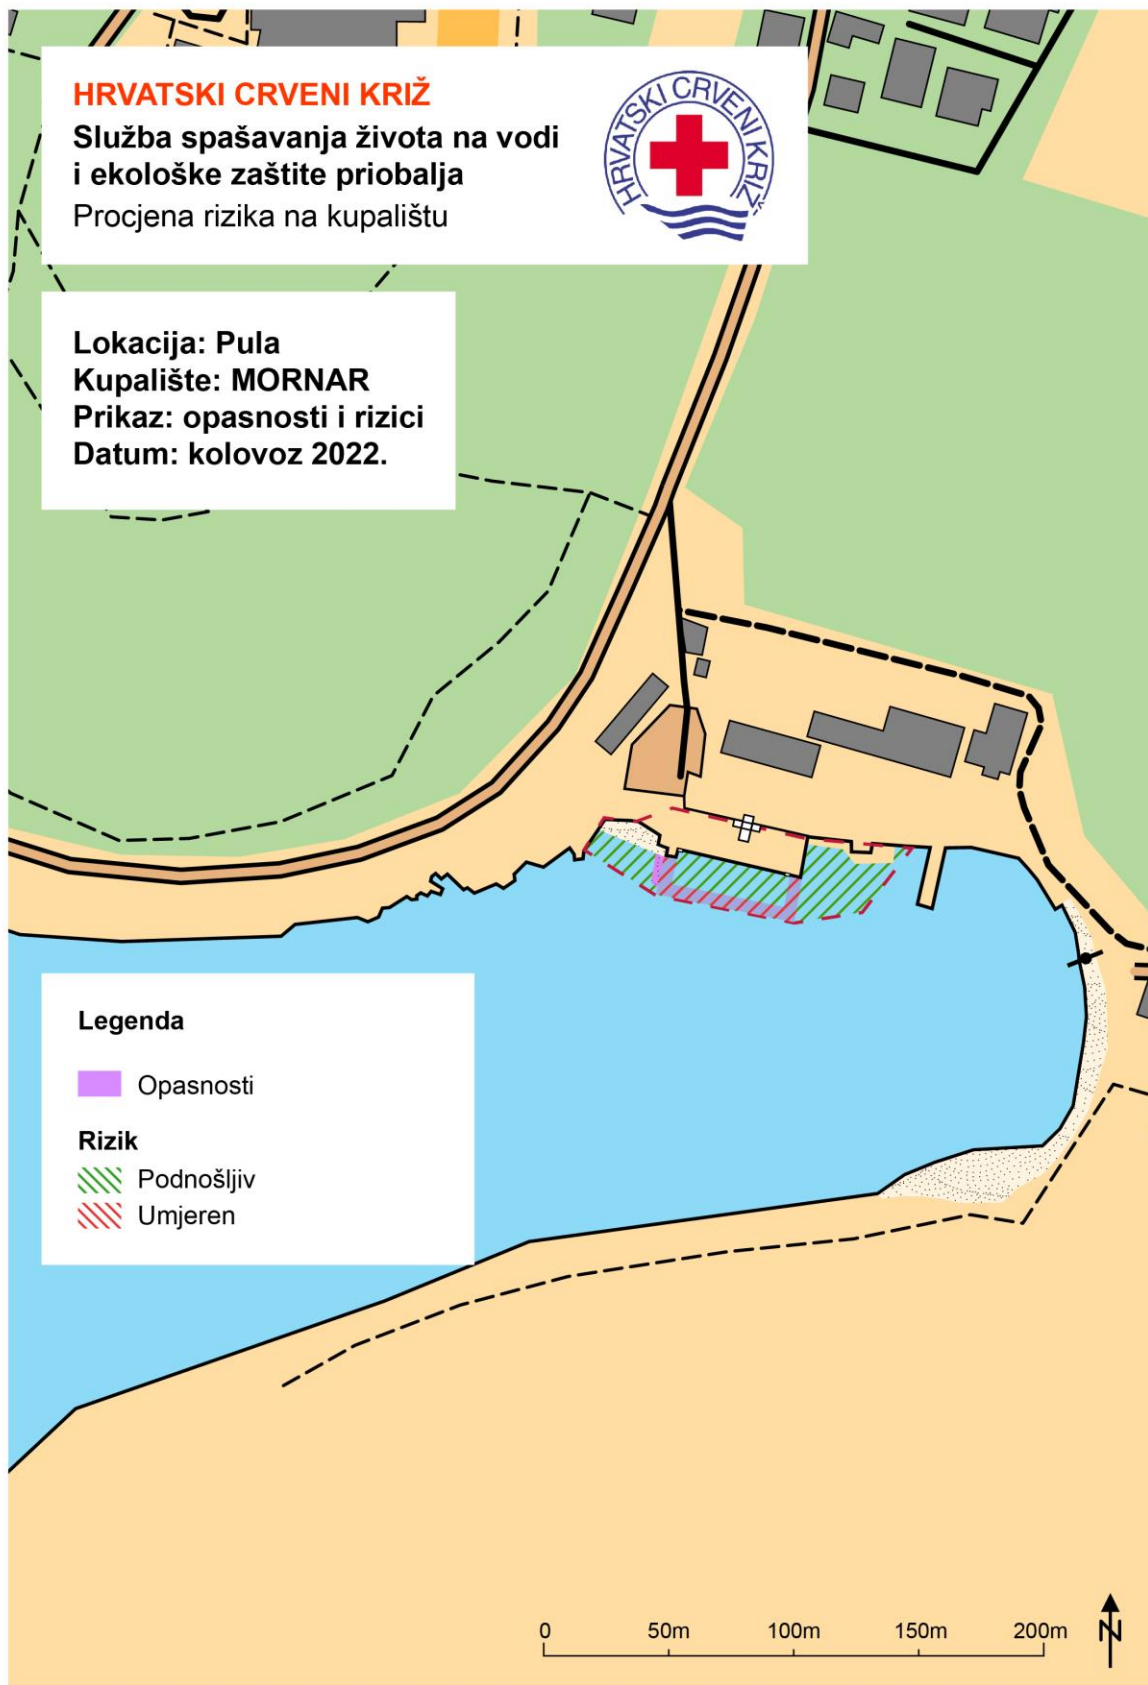 HRVATSKI CRVENI KRIŽ
Služba spašavanja života na vodi
i ekološke zaštite priobalja
Procjena rizika na kupalištu
HRVATSKI CRVENI KRIŽ
Lokacija: Pula
Kupalište: MORNAR
Prikaz: opasnosti i rizici
Datum: kolovoz 2022.
Legenda
Opasnosti
Rizik
Podnošljiv
Umjeren
0 50m 100m 150m 200m
N